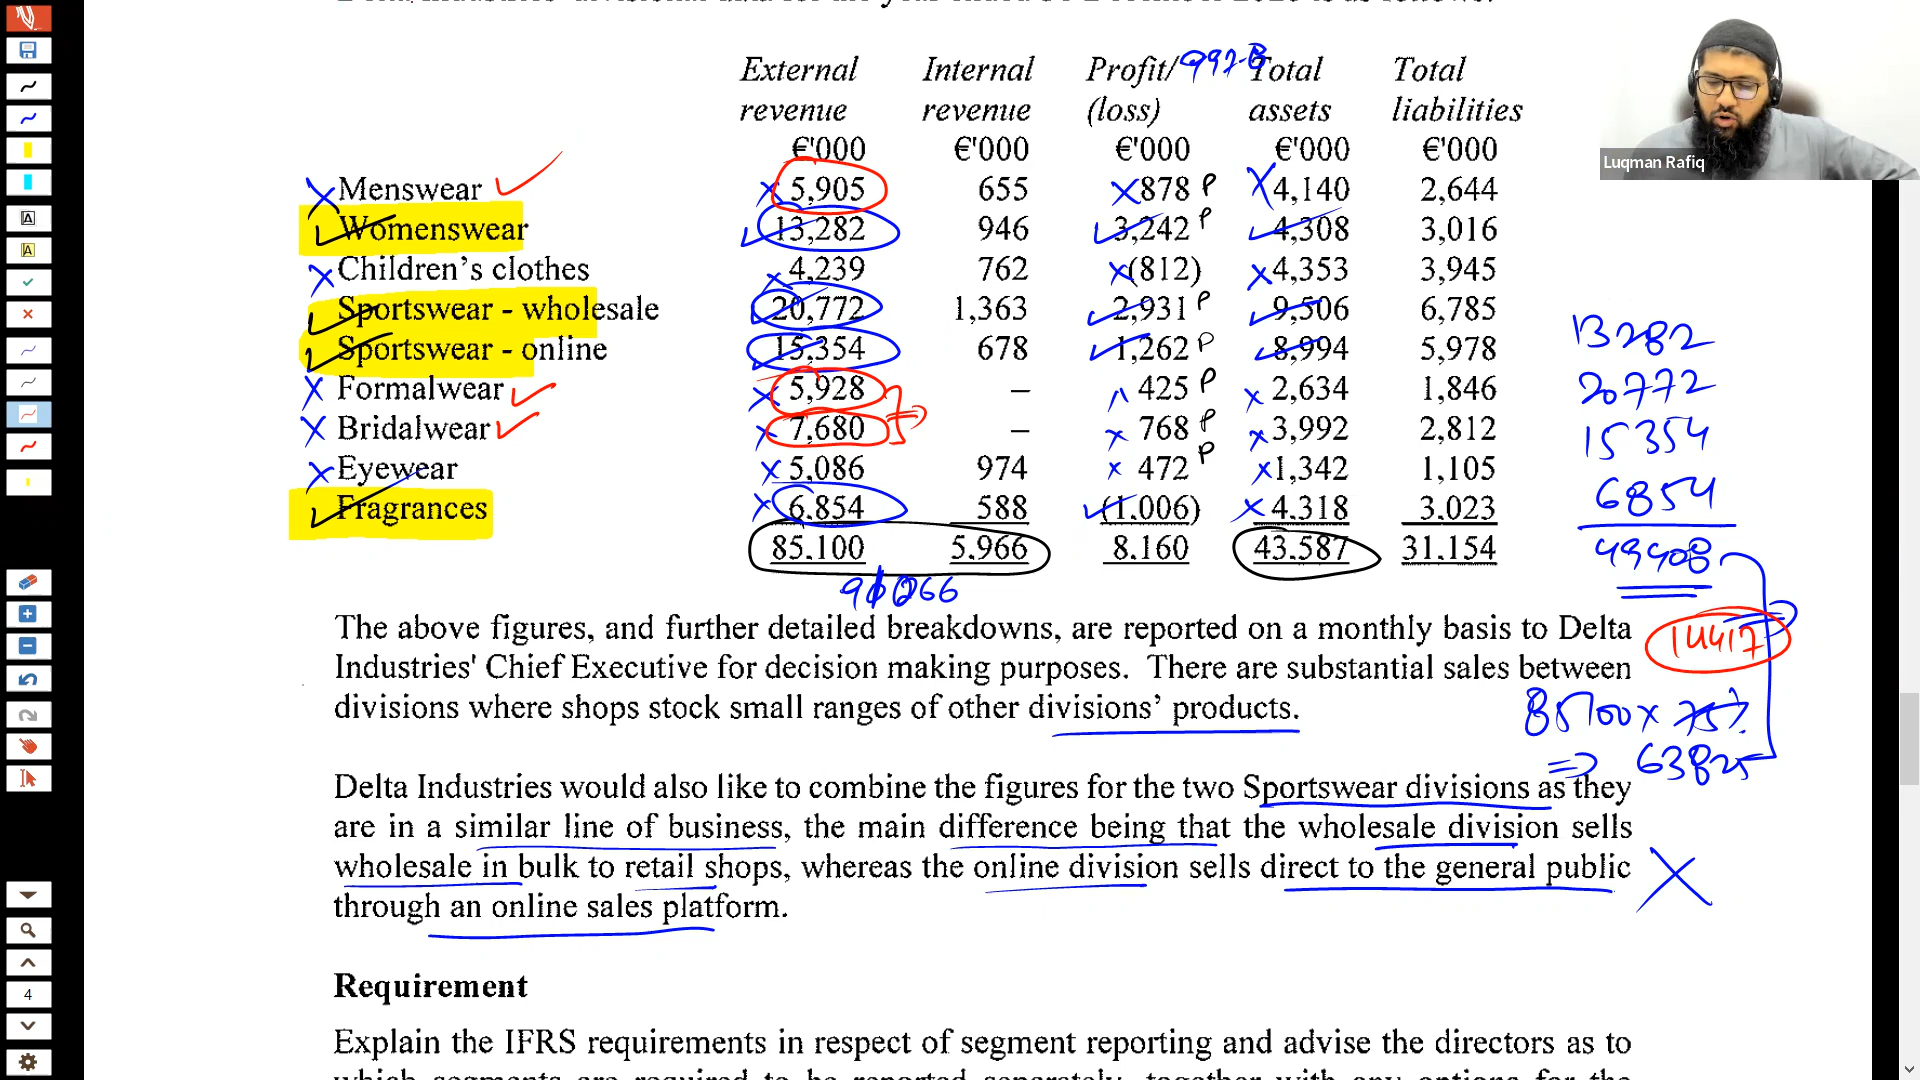 External Internal Profit/ 997.8 Total Total
revenue revenue (loss) assets liabilities
€'000 €'000 €'000 €'000 €'000
Menswear 5,905 655 878 P 4,140 2,644
Womenswear 13,282 946 3,242 P 4,308 3,016
Children's clothes 4,239 762 (812) 4,353 3,945
Sportswear - wholesale 20,772 1,363 2,931 P 9,506 6,785
Sportswear - online 15,354 678 1,262 P 8,994 5,978
Formalwear 5,928 – 425 P 2,634 1,846
Bridalwear 7,680 – 768 P 3,992 2,812
Eyewear 5,086 974 472 P 1,342 1,105
Fragrances 6,854 588 (1,006) 4,318 3,023
85,100 5,966 8,160 43,587 31,154
91066
13282
20772
15354
6854
49408
14417
85100 x 75%
=> 63825
The above figures, and further detailed breakdowns, are reported on a monthly basis to Delta
Industries' Chief Executive for decision making purposes. There are substantial sales between
divisions where shops stock small ranges of other divisions' products.
Delta Industries would also like to combine the figures for the two Sportswear divisions as they
are in a similar line of business, the main difference being that the wholesale division sells
wholesale in bulk to retail shops, whereas the online division sells direct to the general public
through an online sales platform.
Requirement
Explain the IFRS requirements in respect of segment reporting and advise the directors as to
Luqman Rafiq
A
A
4